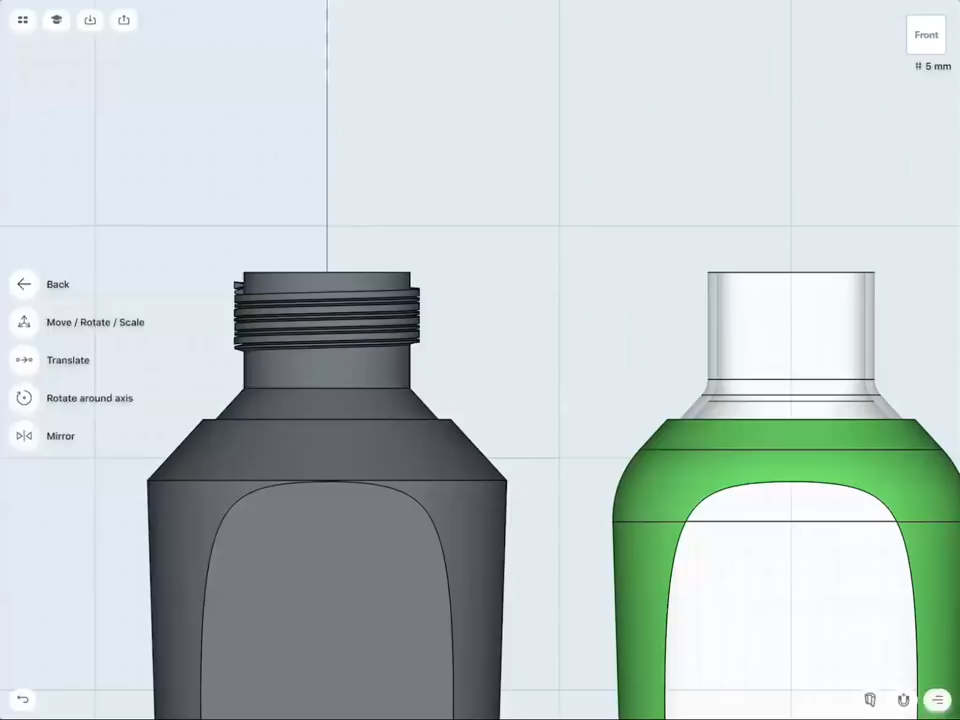 Front
# 5 mm
Back
Move / Rotate / Scale
Translate
Rotate around axis
Mirror